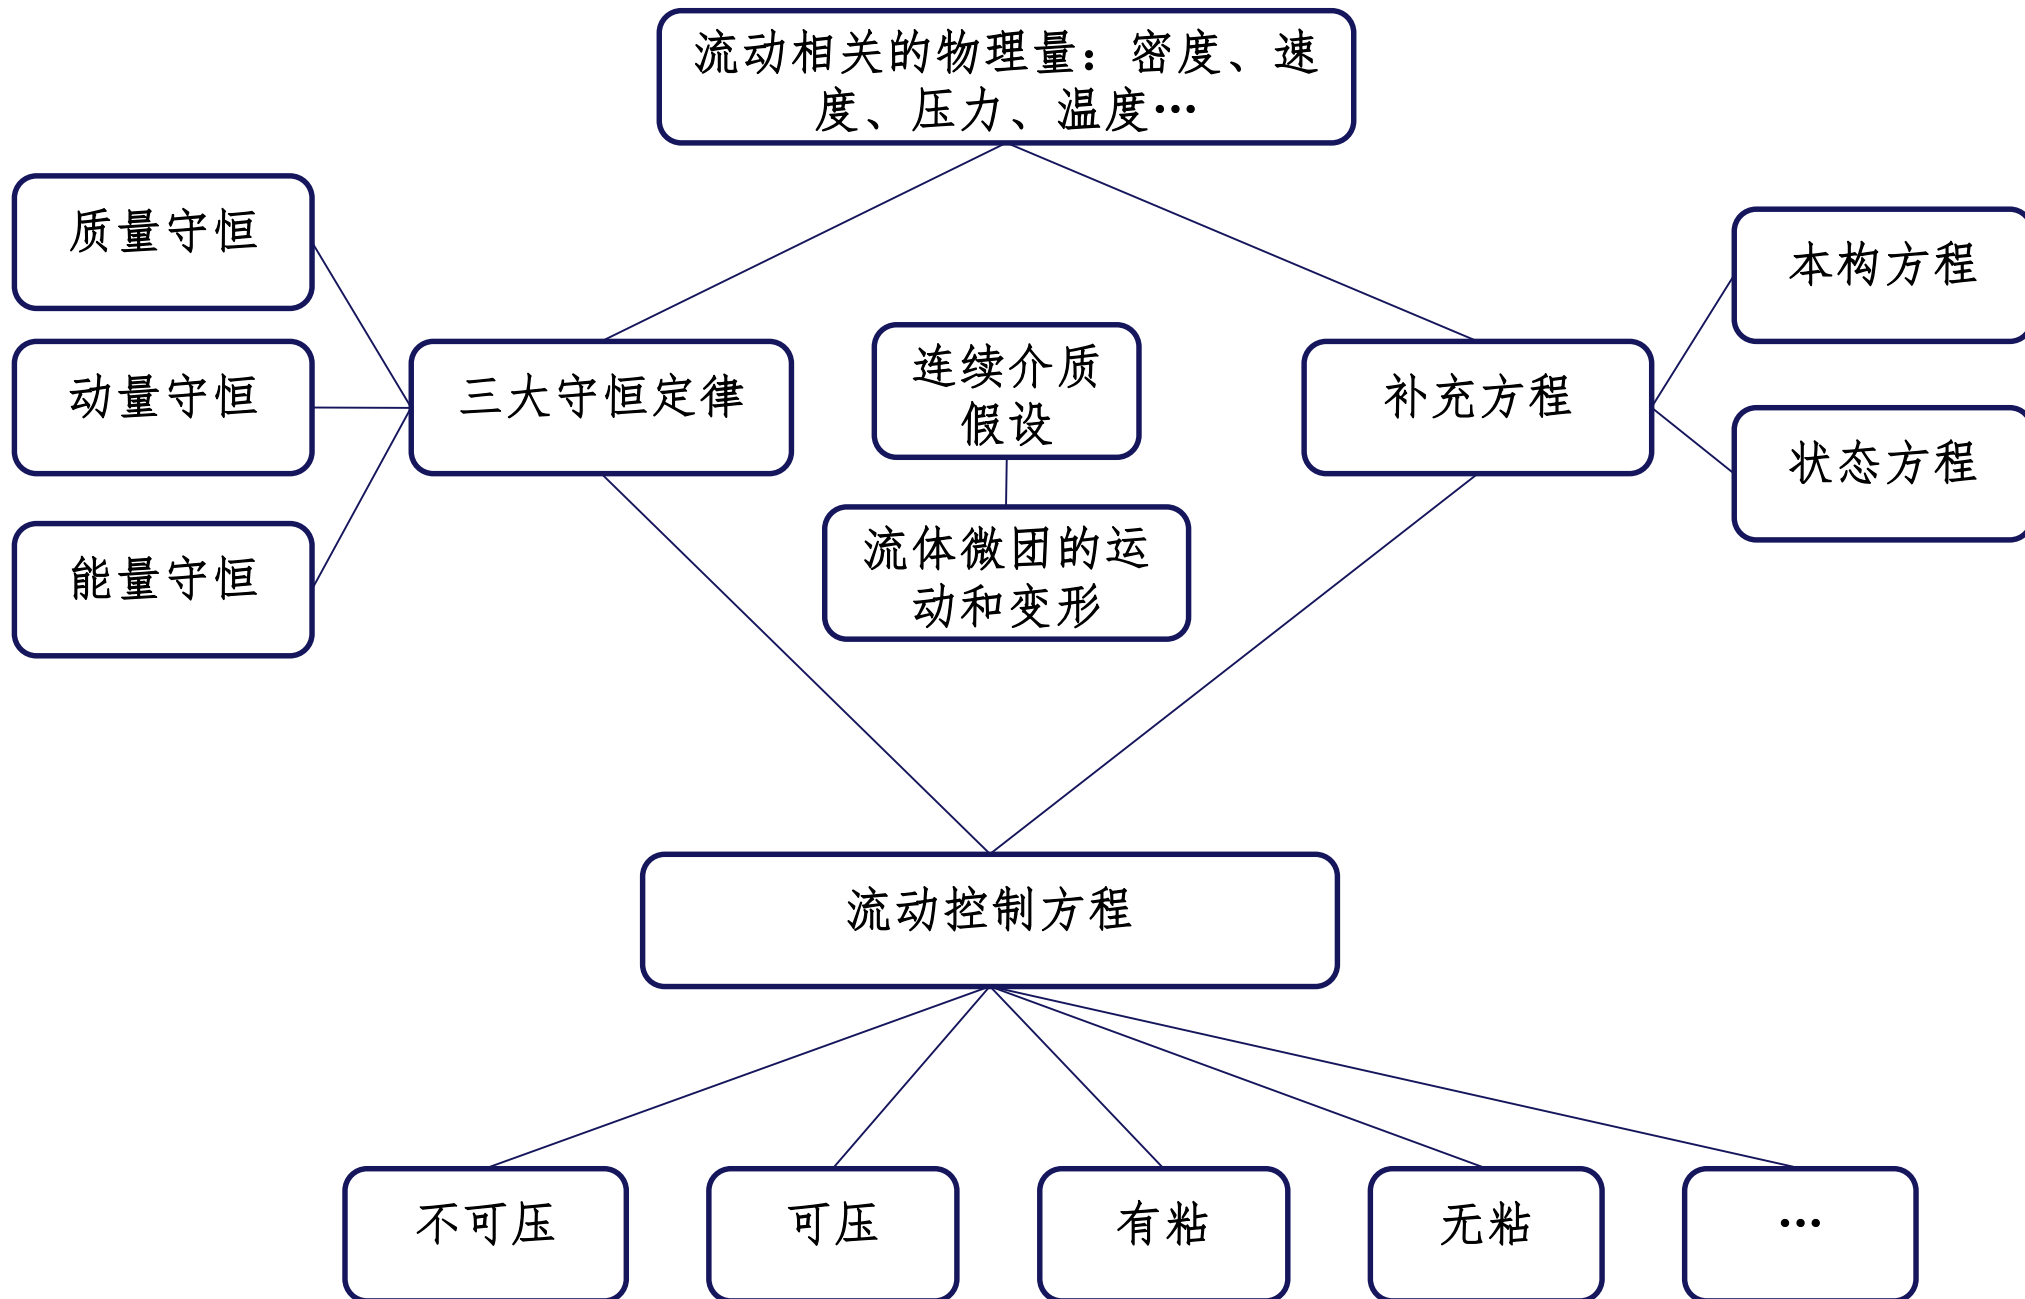 流动相关的物理量：密度、速
度、压力、温度…
质量守恒
本构方程
动量守恒
三大守恒定律
连续介质
假设
补充方程
状态方程
能量守恒
流体微团的运
动和变形
流动控制方程
不可压
可压
有粘
无粘
…